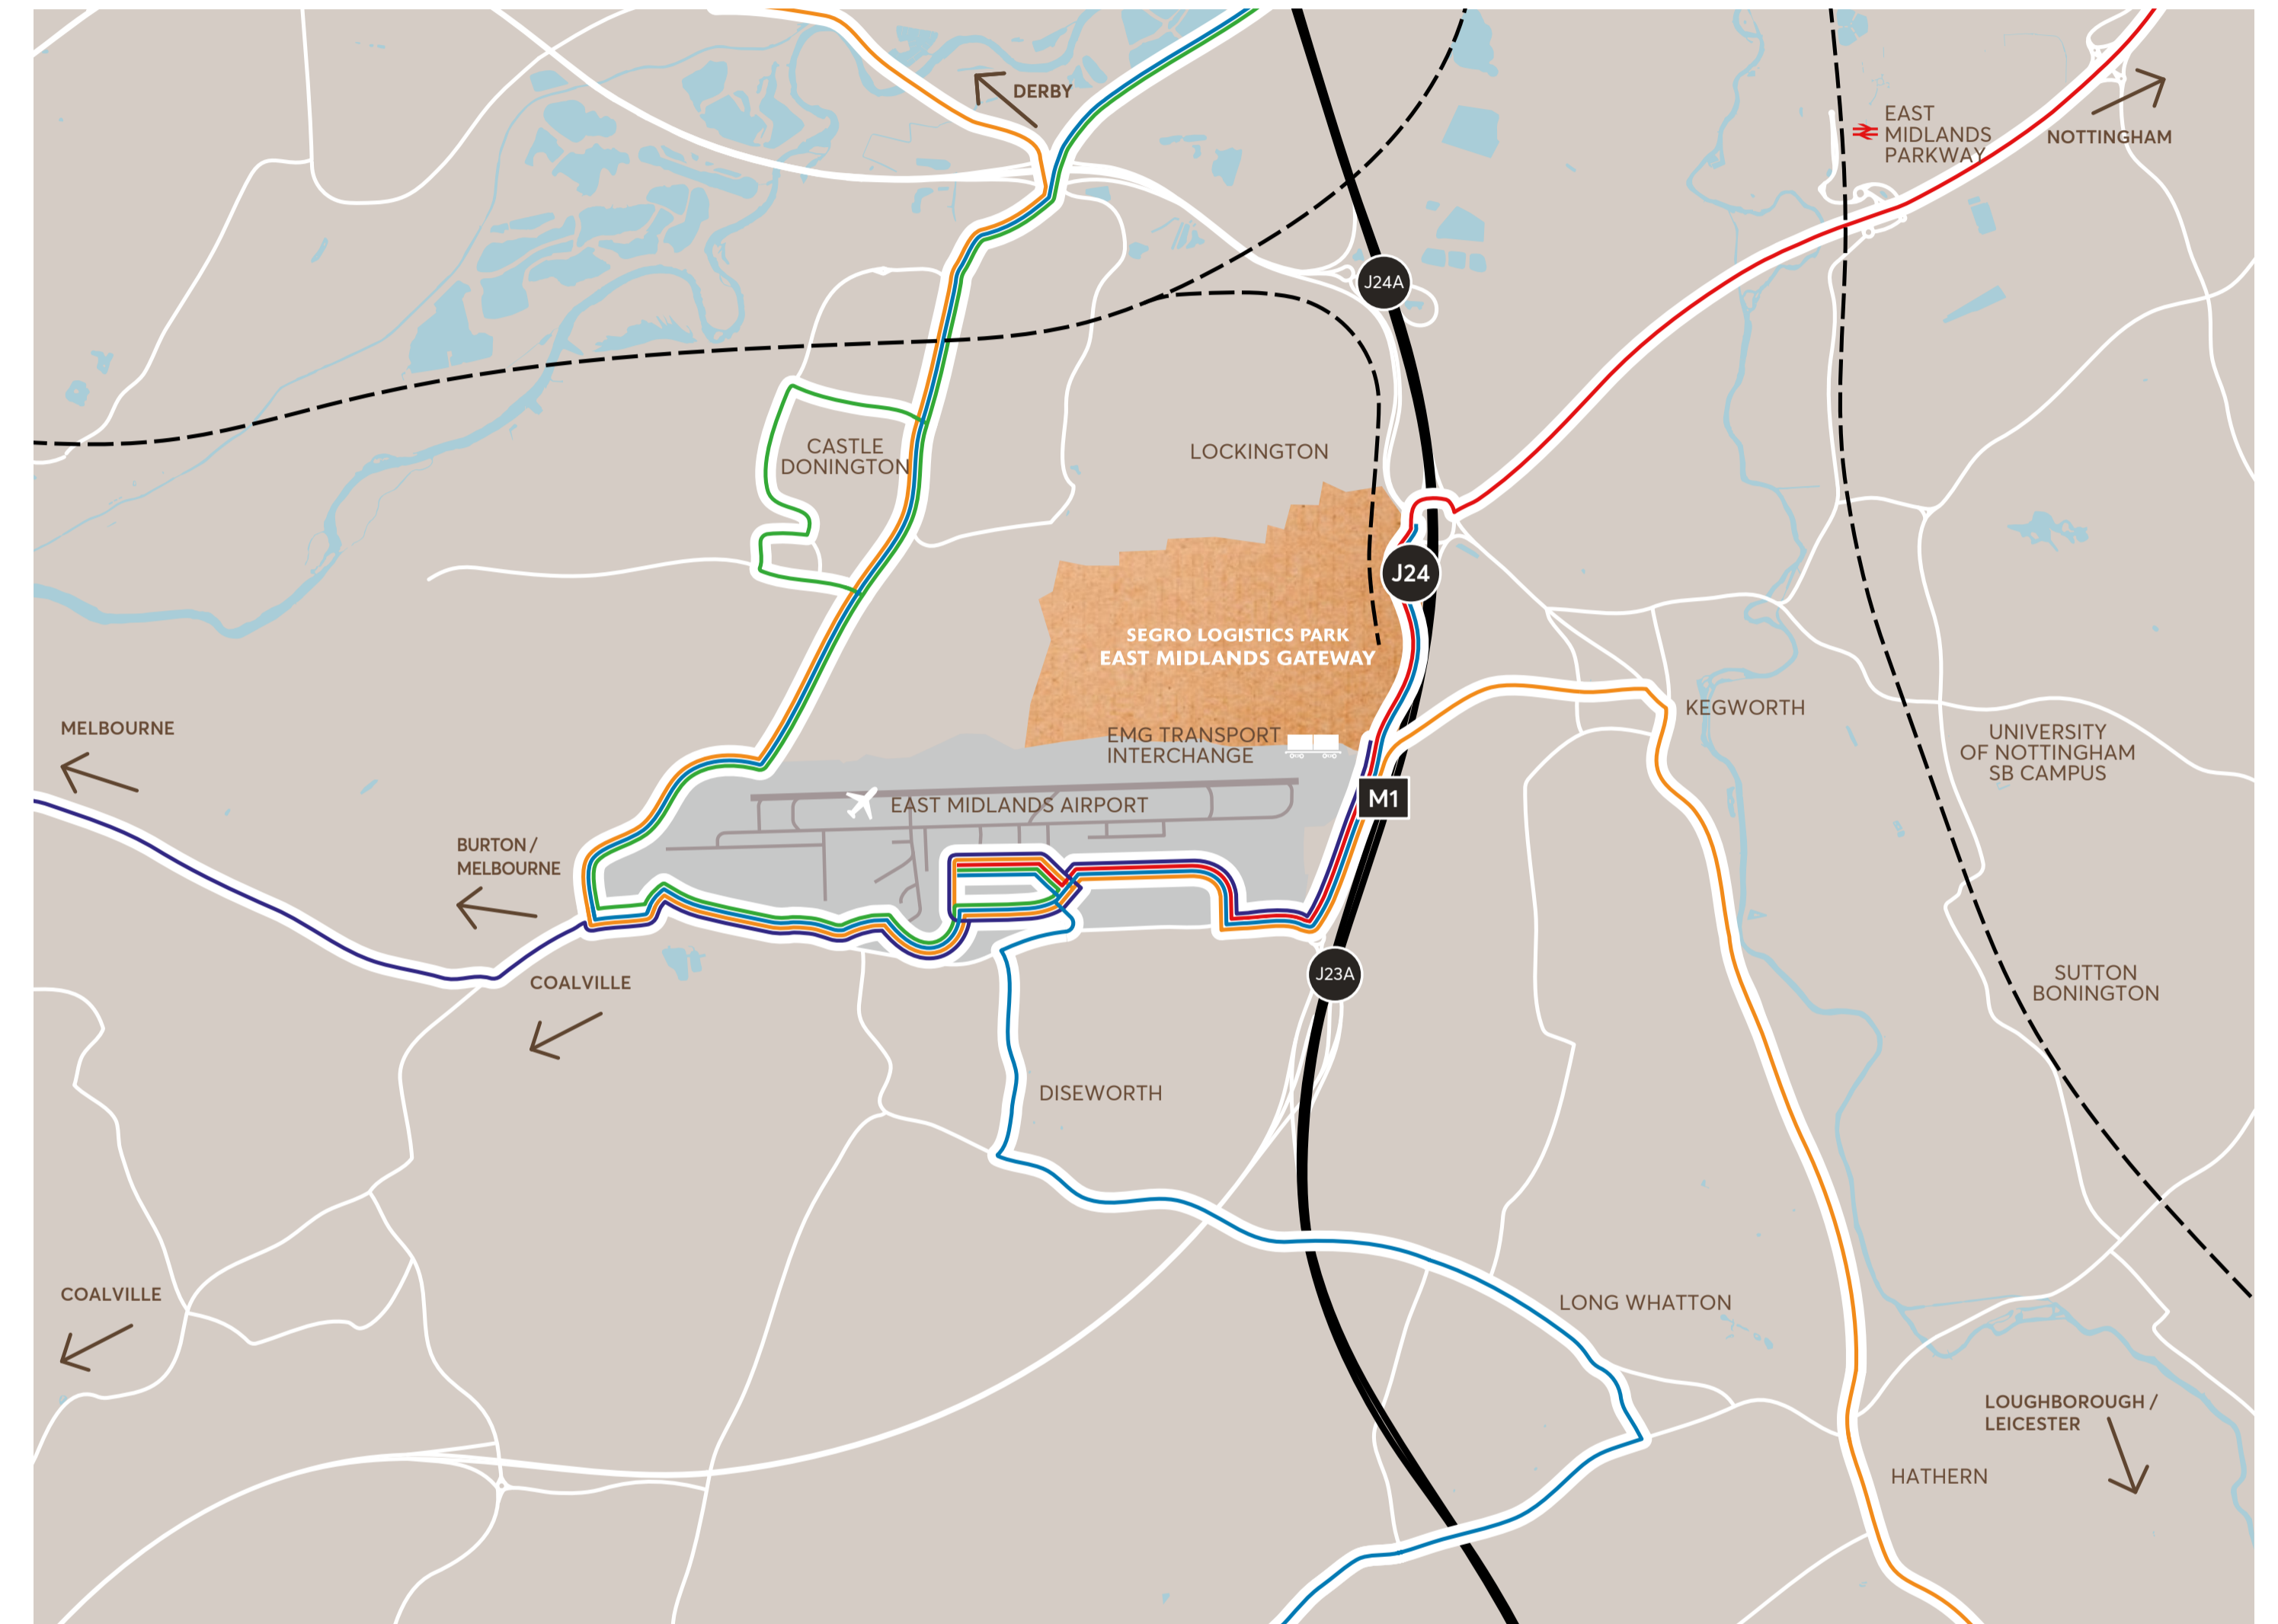 DERBY
EAST
MIDLANDS
PARKWAY
NOTTINGHAM
J24A
CASTLE
DONINGTON
LOCKINGTON
J24
SEGRO LOGISTICS PARK
EAST MIDLANDS GATEWAY
KEGWORTH
MELBOURNE
EMG TRANSPORT
INTERCHANGE
UNIVERSITY
OF NOTTINGHAM
SB CAMPUS
M1
EAST MIDLANDS AIRPORT
BURTON /
MELBOURNE
COALVILLE
J23A
SUTTON
BONINGTON
DISEWORTH
COALVILLE
LONG WHATTON
LOUGHBOROUGH /
LEICESTER
HATHERN